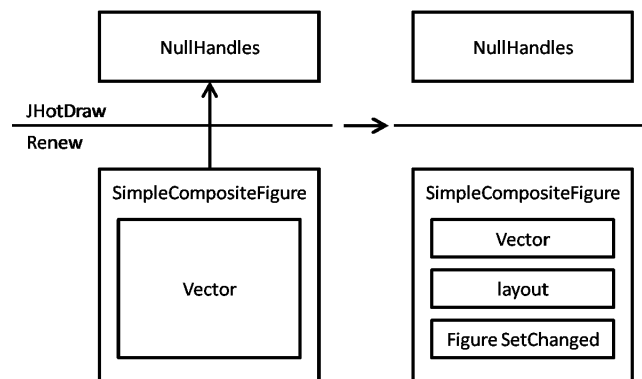 NullHandles
NullHandles
JHotDraw
Renew
SimpleCompositeFigure
SimpleCompositeFigure
Vector
Vector
layout
Figure SetChanged